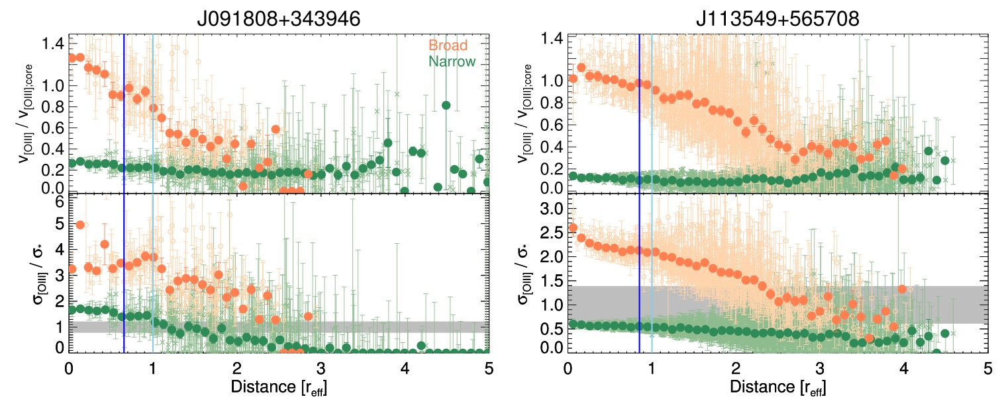 J091808+343946
J113549+565708
Broad
Narrow
v[OIII] / v[OIII];core
1.4
1.2
1.0
0.8
0.6
0.4
0.2
0.0
v[OIII] / v[OIII];core
1.4
1.2
1.0
0.8
0.6
0.4
0.2
0.0
σ[OIII] / σ*
6
5
4
3
2
1
0
σ[OIII] / σ*
3.0
2.5
2.0
1.5
1.0
0.5
0.0
0 1 2 3 4 5
0 1 2 3 4 5
Distance [reff]
Distance [reff]